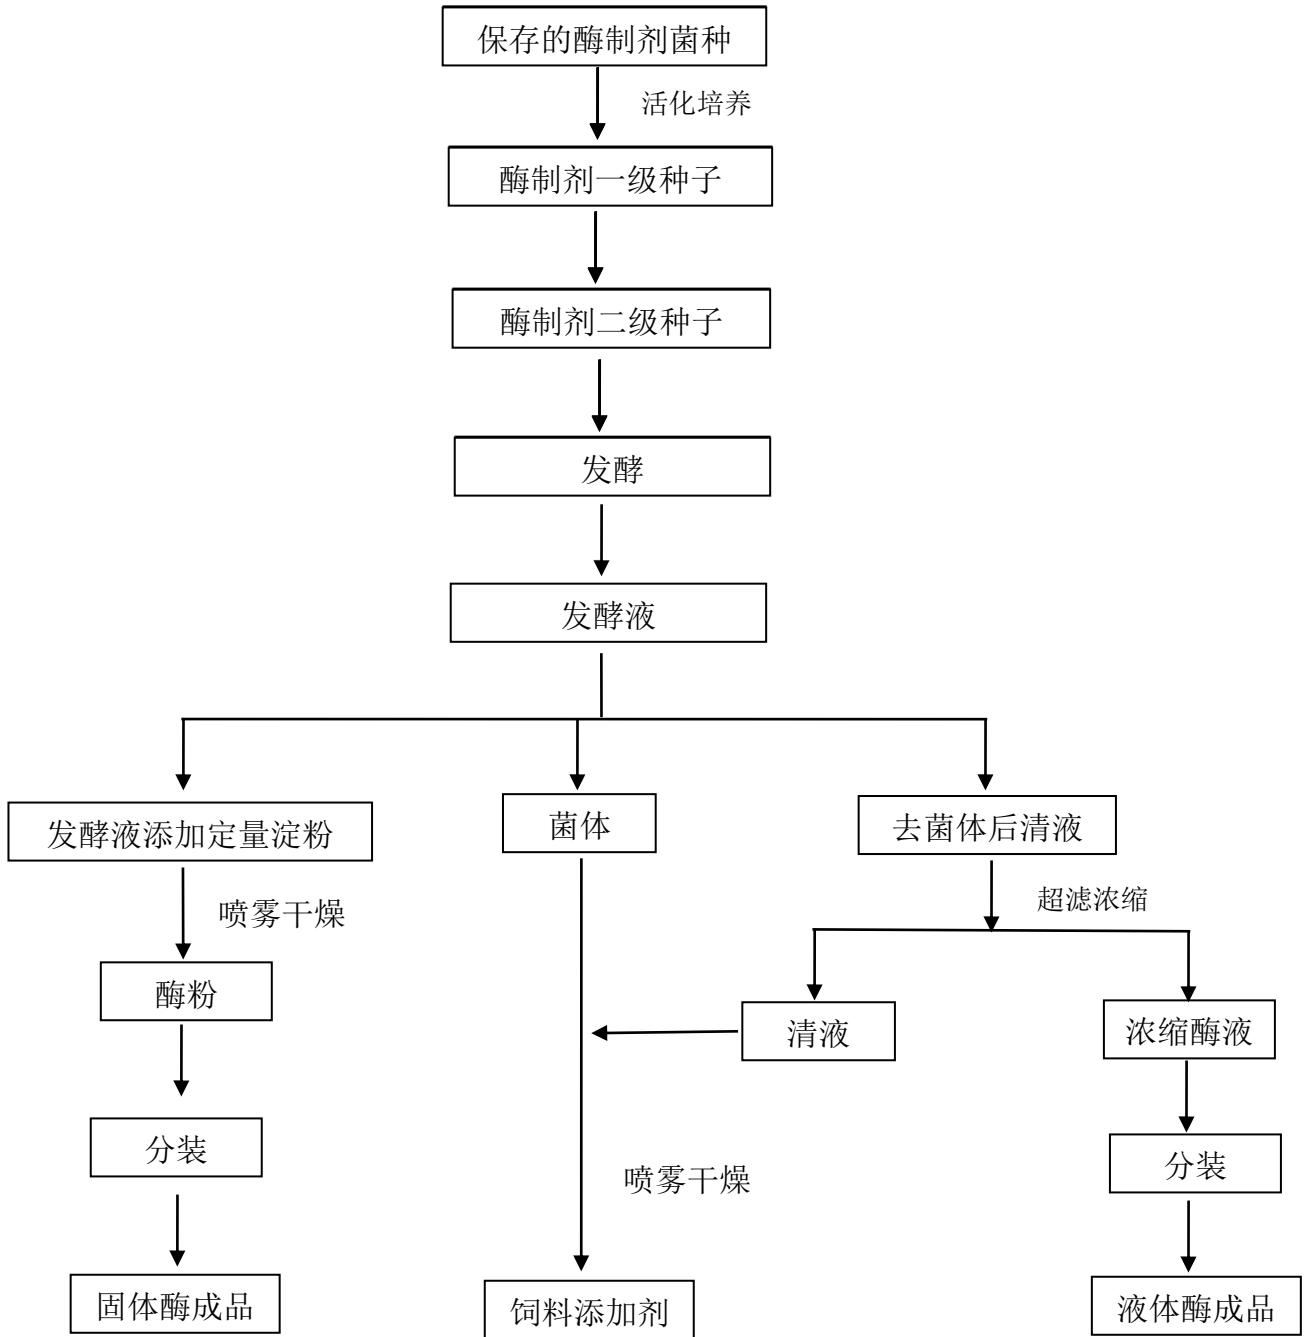 保存的酶制剂菌种
活化培养
酶制剂一级种子
酶制剂二级种子
发酵
发酵液
发酵液添加定量淀粉
菌体
去菌体后清液
喷雾干燥
超滤浓缩
酶粉
清液
浓缩酶液
分装
分装
喷雾干燥
固体酶成品
饲料添加剂
液体酶成品